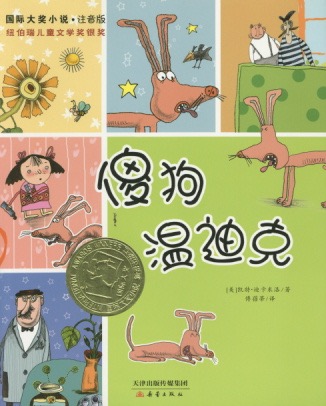 国际大奖小说·注音版
纽伯瑞儿童文学奖银奖
傻狗
温迪克
[美]凯特·迪卡米洛/著
傅蓓蒂/译
天津出版传媒集团
新蕾出版社